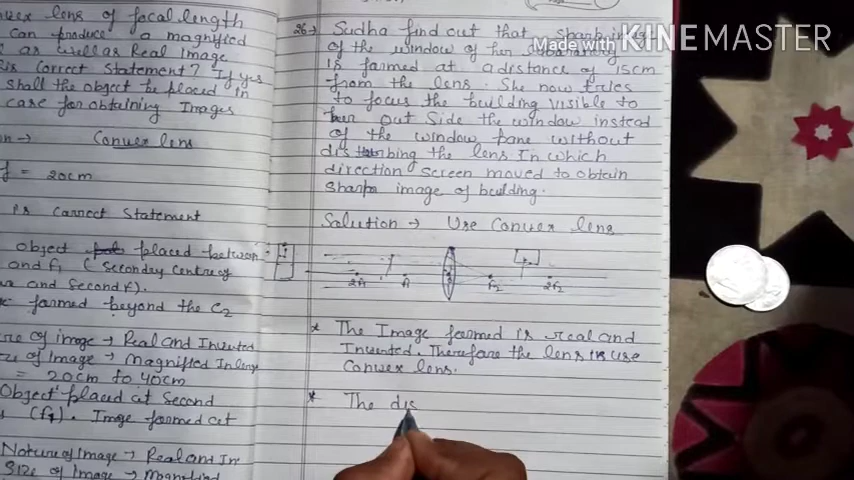 lens of focal length
can produce a magnified
as well as Real Image
Correct Statement? If yes
shall the object be placed in
case for obtaining Images
Convex lens
f = 20cm
is Correct Statement
object placed between
and f1 (Secondary Centre of
and Second f).
formed beyond the C2
of image → Real and Inverted
of Image → Magnified In
= 20cm to 40cm
Object placed at Second
(f1). Image formed at
Nature of Image → Real and In
Size of Image → Magnified
26→ Sudha find out that Sharp
of the window of her
is formed at a distance of 15cm
from the lens. She now tries
to focus the building visible to
her out side the window instead
of the window pane without
disturbing the lens In which
direction screen moved to obtain
sharp image of building.
Solution → Use Convex lens
2F1 F1 F2 2F2
* The Image formed is real and
Inverted. Therefore the lens is use
Convex lens.
* The dis
Made with KINEMASTER